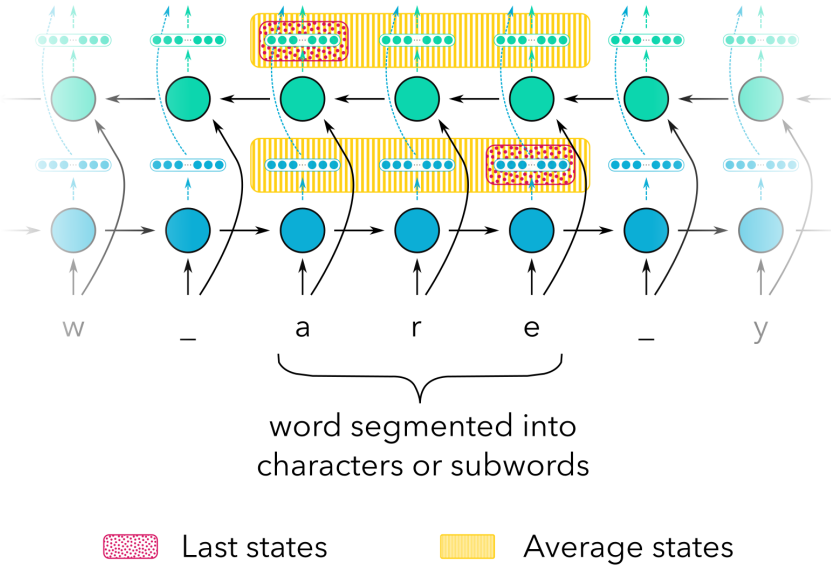 w _ a r e _ y
word segmented into
characters or subwords
Last states Average states